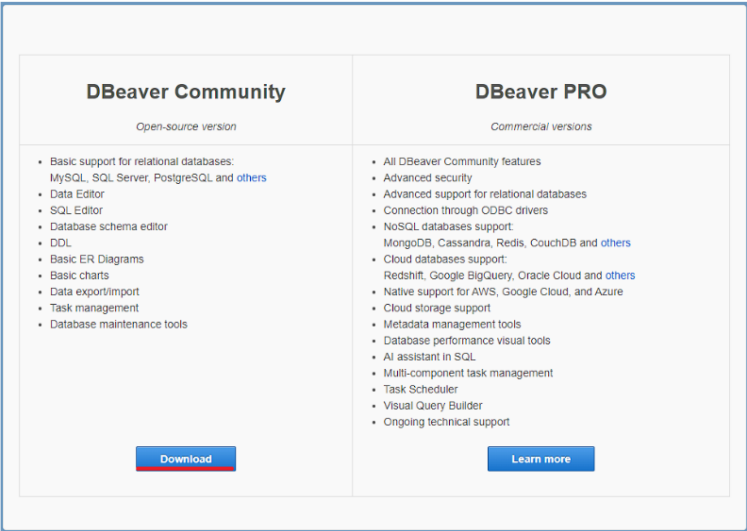 DBeaver Community
Open-source version
Basic support for relational databases:
MySQL, SQL Server, PostgreSQL and others
Data Editor
SQL Editor
Database schema editor
DDL
Basic ER Diagrams
Basic charts
Data export/import
Task management
Database maintenance tools
Download
DBeaver PRO
Commercial versions
All DBeaver Community features
Advanced security
Advanced support for relational databases
Connection through ODBC drivers
NoSQL databases support:
MongoDB, Cassandra, Redis, CouchDB and others
Cloud databases support:
Redshift, Google BigQuery, Oracle Cloud and others
Native support for AWS, Google Cloud, and Azure
Cloud storage support
Metadata management tools
Database performance visual tools
AI assistant in SQL
Multi-component task management
Task Scheduler
Visual Query Builder
Ongoing technical support
Learn more